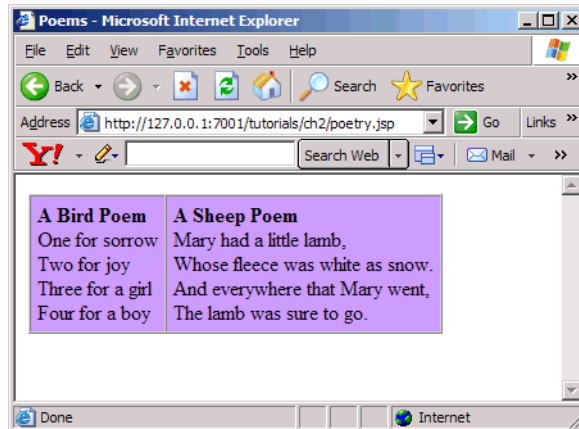 Poems - Microsoft Internet Explorer
File Edit View Favorites Tools Help
Back Search Favorites »
Address http://127.0.0.1:7001/tutorials/ch2/poetry.jsp Go Links »
Y! Search Web Mail »
A Bird Poem
One for sorrow
Two for joy
Three for a girl
Four for a boy
A Sheep Poem
Mary had a little lamb,
Whose fleece was white as snow.
And everywhere that Mary went,
The lamb was sure to go.
Done Internet